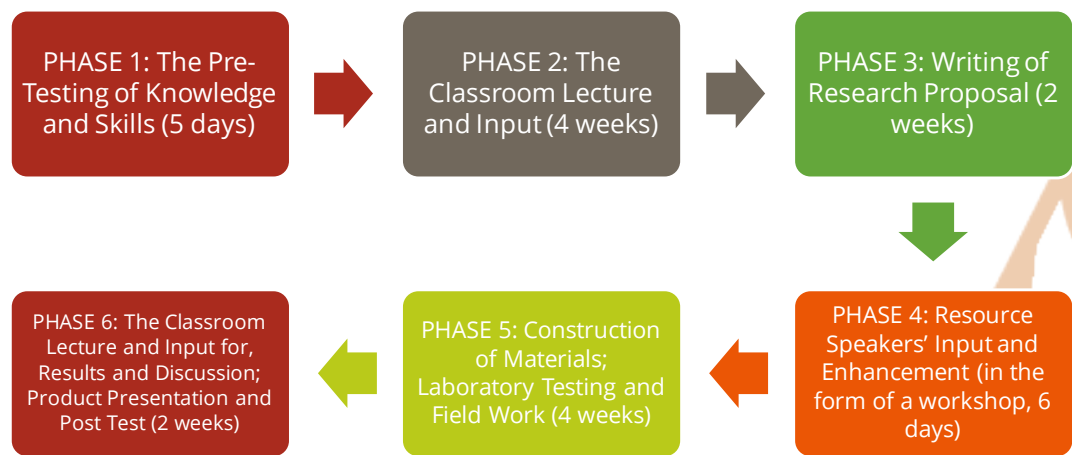 PHASE 1: The Pre-
Testing of Knowledge
and Skills (5 days)
PHASE 2: The
Classroom Lecture
and Input (4 weeks)
PHASE 3: Writing of
Research Proposal (2
weeks)
PHASE 4: Resource
Speakers’ Input and
Enhancement (in the
form of a workshop, 6
days)
PHASE 5: Construction
of Materials;
Laboratory Testing and
Field Work (4 weeks)
PHASE 6: The Classroom
Lecture and Input for,
Results and Discussion;
Product Presentation and
Post Test (2 weeks)